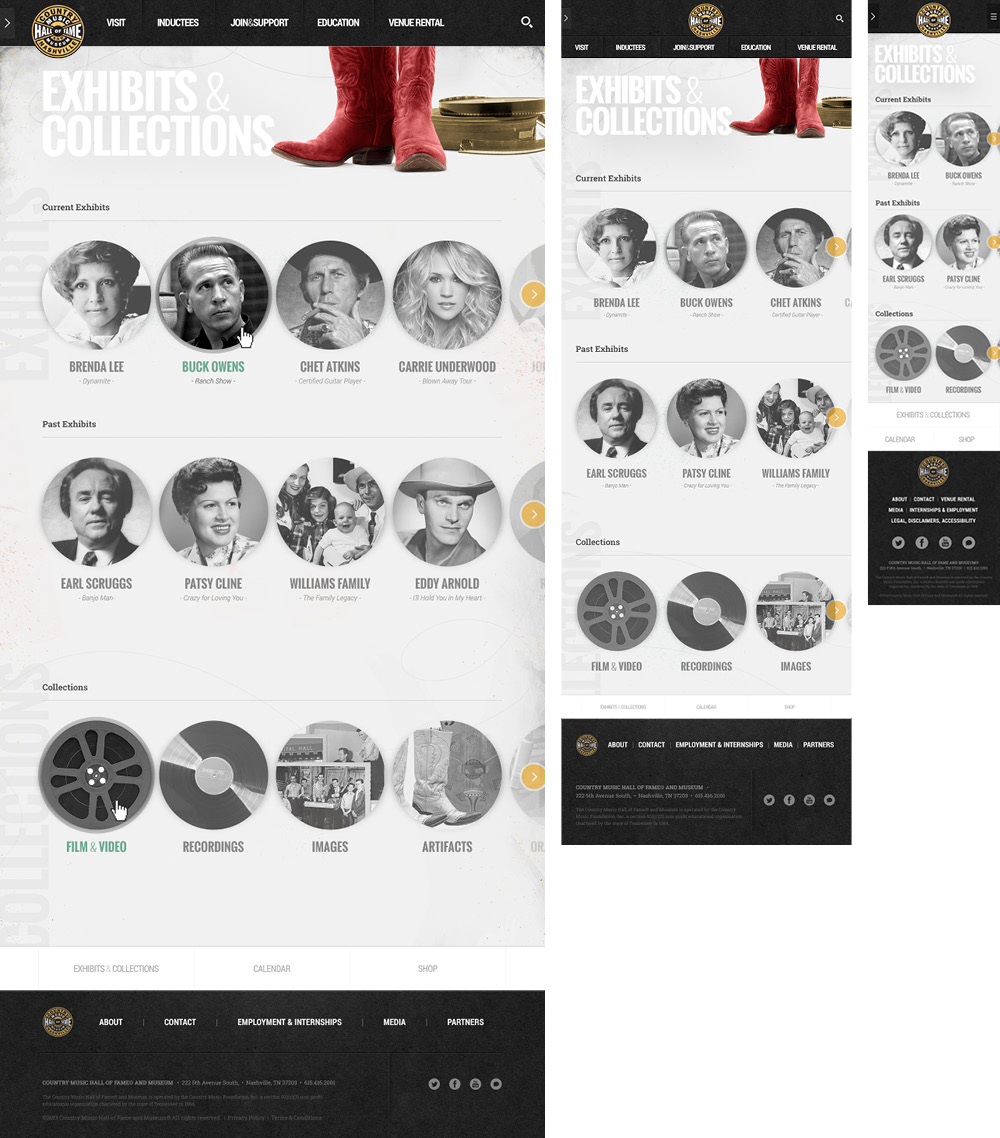 COUNTRY MUSIC
HALL OF FAME
MUSEUM
NASHVILLE
VISIT
INDUCTEES
JOIN&SUPPORT
EDUCATION
VENUE RENTAL
EXHIBITS &
COLLECTIONS
EXHIBITS
Current Exhibits
BRENDA LEE
- Dynamite -
BUCK OWENS
- Ranch Show -
CHET ATKINS
- Certified Guitar Player -
CARRIE UNDERWOOD
- Blown Away Tour -
Past Exhibits
EARL SCRUGGS
- Banjo Man-
PATSY CLINE
- Crazy for Loving You -
WILLIAMS FAMILY
- The Family Legacy -
EDDY ARNOLD
- I'll Hold You in My Heart -
COLLECTIONS
Collections
FILM & VIDEO
RECORDINGS
IMAGES
ARTIFACTS
EXHIBITS & COLLECTIONS
CALENDAR
SHOP
ABOUT
CONTACT
EMPLOYMENT & INTERNSHIPS
MEDIA
PARTNERS
COUNTRY MUSIC HALL OF FAME® AND MUSEUM • 222 5th Avenue South, • Nashville, TN 37203 • 615.416.2001
The Country Music Hall of Fame® and Museum is operated by the Country Music Foundation, Inc. a section 501(c)(3) non-profit
educational organization chartered by the state of Tennessee in 1964.
Country Music Hall of Fame and Museum® All rights reserved. | Privacy Policy | Terms & Conditions
VISIT
INDUCTEES
JOIN&SUPPORT
EDUCATION
VENUE RENTAL
EXHIBITS &
COLLECTIONS
Current Exhibits
BRENDA LEE
- Dynamite -
BUCK OWENS
- Ranch Show -
CHET ATKINS
- Certified Guitar Player -
Past Exhibits
EARL SCRUGGS
- Banjo Man-
PATSY CLINE
- Crazy for Loving You -
WILLIAMS FAMILY
- The Family Legacy -
Collections
FILM & VIDEO
RECORDINGS
IMAGES
EXHIBITS & COLLECTIONS
CALENDAR
SHOP
ABOUT | CONTACT | EMPLOYMENT & INTERNSHIPS | MEDIA | PARTNERS
COUNTRY MUSIC HALL OF FAME® AND MUSEUM •
222 5th Avenue South, • Nashville, TN 37203 • 615.416.2001
The Country Music Hall of Fame® and Museum is operated by the Country
Music Foundation, Inc. a section 501(c)(3) non-profit educational organization
chartered by the state of Tennessee in 1964.
EXHIBITS &
COLLECTIONS
Current Exhibits
BRENDA LEE
- Dynamite -
BUCK OWENS
- Ranch Show -
Past Exhibits
EARL SCRUGGS
- Banjo Man-
PATSY CLINE
- Crazy for Loving You -
Collections
FILM & VIDEO
RECORDINGS
EXHIBITS & COLLECTIONS
CALENDAR
SHOP
ABOUT | CONTACT | VENUE RENTAL
MEDIA | INTERNSHIPS & EMPLOYMENT
LEGAL, DISCLAIMERS, ACCESSIBILITY
COUNTRY MUSIC HALL OF FAME AND MUSEUM®
222 5th Avenue South • Nashville, TN 37203 • 615.416.2001